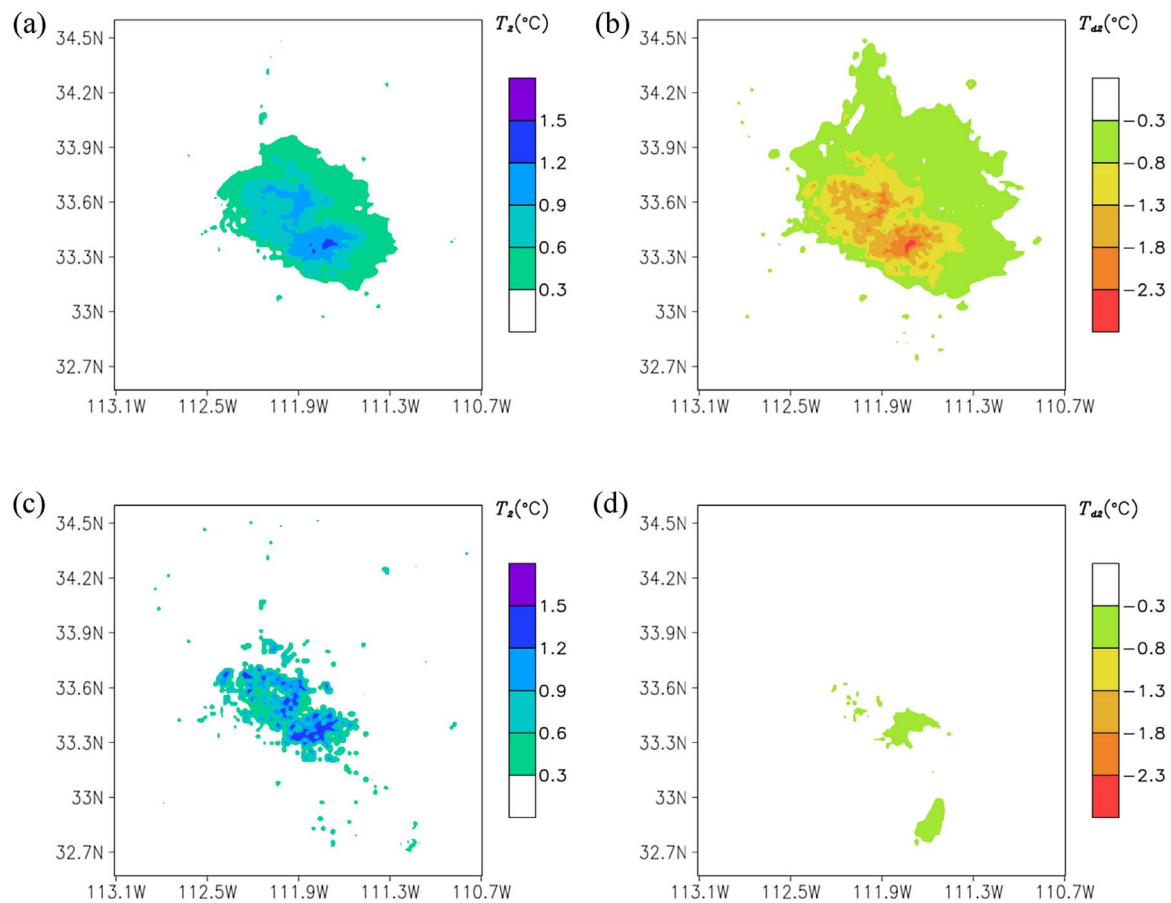 (a)
T₂(°C)
34.5N
34.2N
33.9N
33.6N
33.3N
33N
32.7N
113.1W 112.5W 111.9W 111.3W 110.7W
1.5
1.2
0.9
0.6
0.3
(b)
T_d2(°C)
34.5N
34.2N
33.9N
33.6N
33.3N
33N
32.7N
113.1W 112.5W 111.9W 111.3W 110.7W
−0.3
−0.8
−1.3
−1.8
−2.3
(c)
T₂(°C)
34.5N
34.2N
33.9N
33.6N
33.3N
33N
32.7N
113.1W 112.5W 111.9W 111.3W 110.7W
1.5
1.2
0.9
0.6
0.3
(d)
T_d2(°C)
34.5N
34.2N
33.9N
33.6N
33.3N
33N
32.7N
113.1W 112.5W 111.9W 111.3W 110.7W
−0.3
−0.8
−1.3
−1.8
−2.3